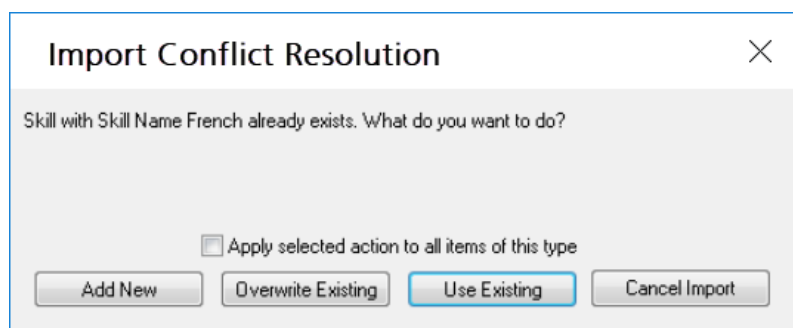 Import Conflict Resolution
Skill with Skill Name French already exists. What do you want to do?
Apply selected action to all items of this type
Add New Overwrite Existing Use Existing Cancel Import